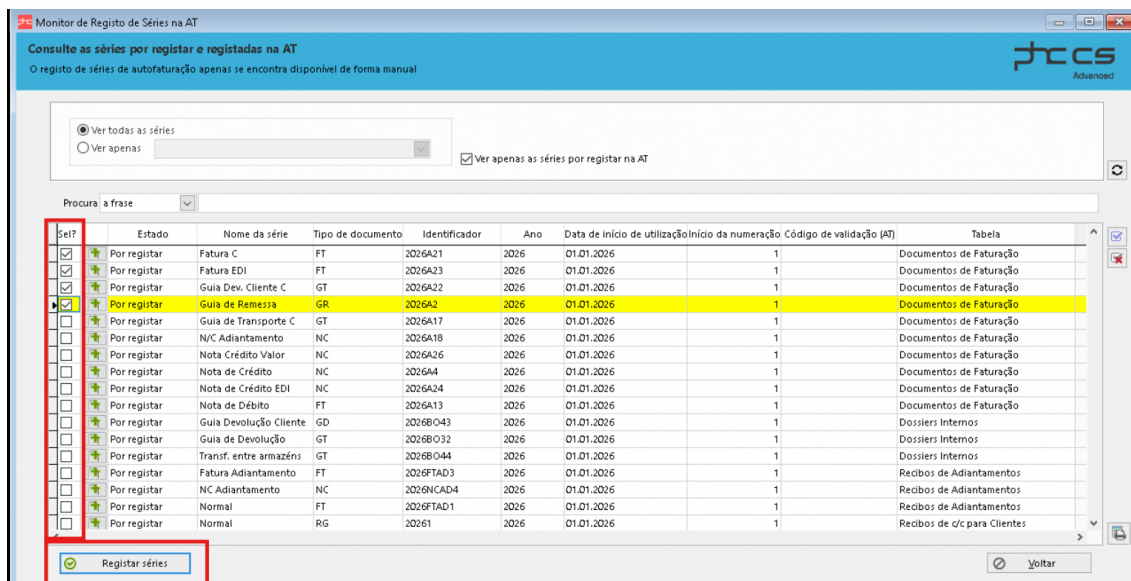 Monitor de Registo de Séries na AT
Consulte as séries por registar e registadas na AT
O registo de séries de autofaturação apenas se encontra disponível de forma manual
phc cs
Advanced
Ver todas as séries
Ver apenas
Ver apenas as séries por registar na AT
Procura a frase
Sel? Estado Nome da série Tipo de documento Identificador Ano Data de início de utilização Início da numeração Código de validação (AT) Tabela
Por registar Fatura C FT 2026A21 2026 01.01.2026 1 Documentos de Faturação
Por registar Fatura EDI FT 2026A23 2026 01.01.2026 1 Documentos de Faturação
Por registar Guia Dev. Cliente C GT 2026A22 2026 01.01.2026 1 Documentos de Faturação
Por registar Guia de Remessa GR 2026A2 2026 01.01.2026 1 Documentos de Faturação
Por registar Guia de Transporte C GT 2026A17 2026 01.01.2026 1 Documentos de Faturação
Por registar N/C Adiantamento NC 2026A18 2026 01.01.2026 1 Documentos de Faturação
Por registar Nota Crédito Valor NC 2026A26 2026 01.01.2026 1 Documentos de Faturação
Por registar Nota de Crédito NC 2026A4 2026 01.01.2026 1 Documentos de Faturação
Por registar Nota de Crédito EDI NC 2026A24 2026 01.01.2026 1 Documentos de Faturação
Por registar Nota de Débito FT 2026A13 2026 01.01.2026 1 Documentos de Faturação
Por registar Guia Devolução Cliente GD 2026BO43 2026 01.01.2026 1 Dossiers Internos
Por registar Guia de Devolução GT 2026BO32 2026 01.01.2026 1 Dossiers Internos
Por registar Transf. entre armazéns GT 2026BO44 2026 01.01.2026 1 Dossiers Internos
Por registar Fatura Adiantamento FT 2026FTAD3 2026 01.01.2026 1 Recibos de Adiantamentos
Por registar NC Adiantamento NC 2026NCAD4 2026 01.01.2026 1 Recibos de Adiantamentos
Por registar Normal FT 2026FTAD1 2026 01.01.2026 1 Recibos de Adiantamentos
Por registar Normal RG 20261 2026 01.01.2026 1 Recibos de c/c para Clientes
Registar séries
Voltar